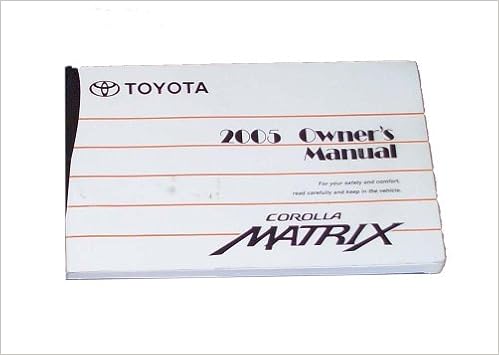 TOYOTA
2005 Owner's
Manual
For your safety and comfort,
read carefully and keep in the vehicle.
COROLLA
MATRIX